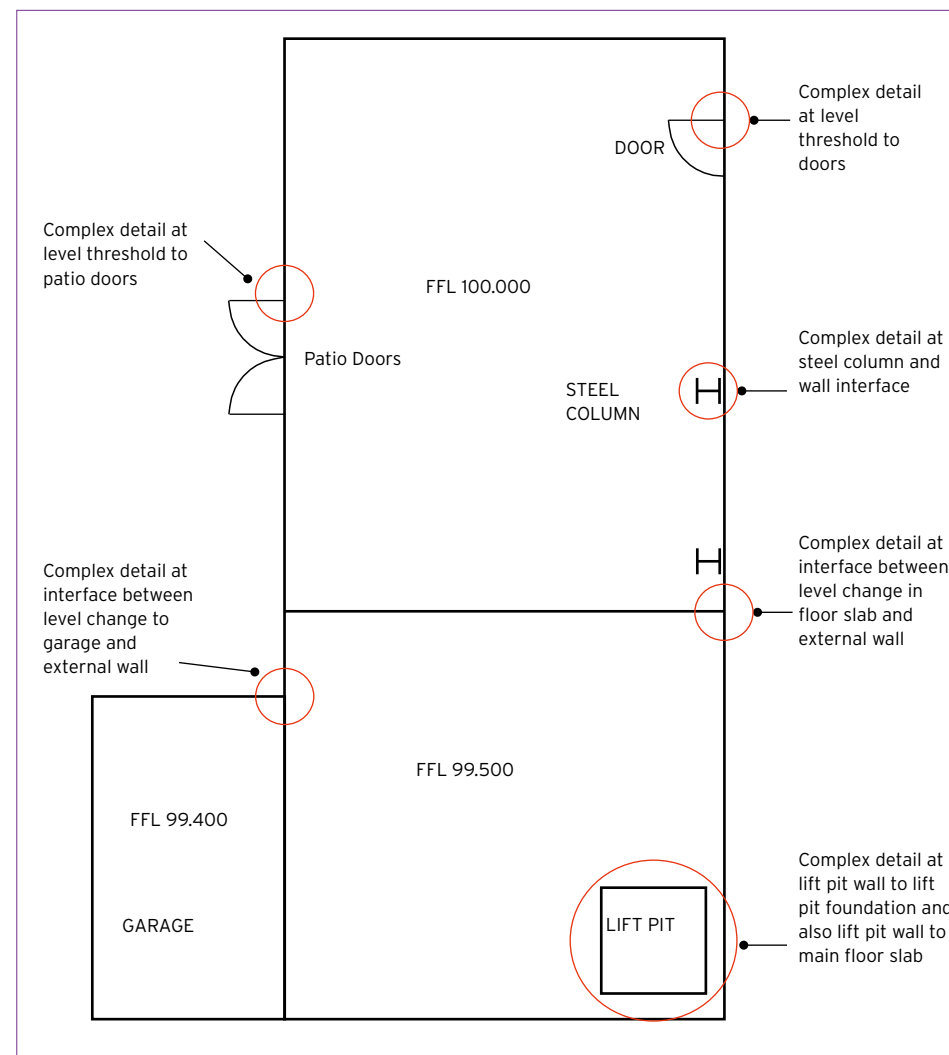 Complex detail
at level
threshold to
doors
DOOR
Complex detail at
level threshold to
patio doors
FFL 100.000
Patio Doors
Complex detail at
steel column and
wall interface
STEEL
COLUMN
Complex detail at
interface between
level change in
floor slab and
external wall
Complex detail at
interface between
level change to
garage and
external wall
FFL 99.500
FFL 99.400
GARAGE
Complex detail at
lift pit wall to lift
pit foundation and
also lift pit wall to
main floor slab
LIFT PIT